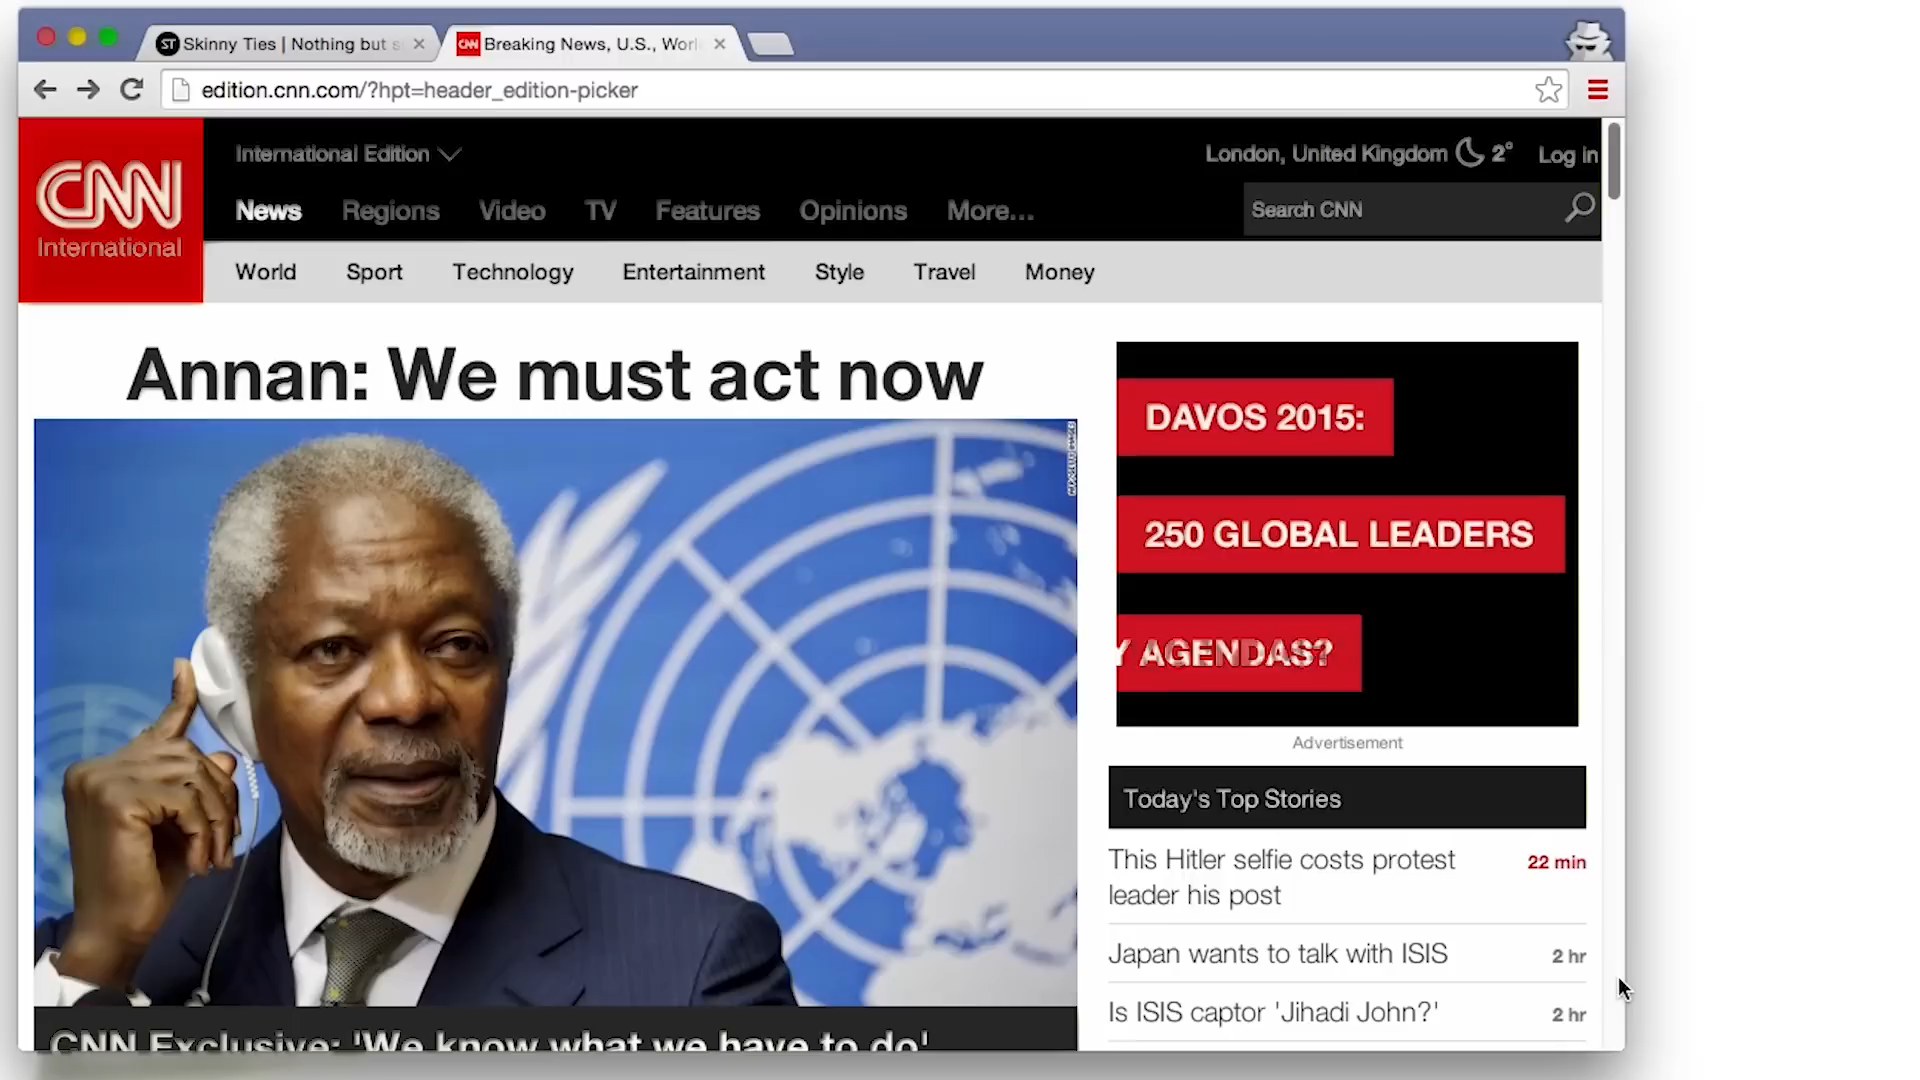 Skinny Ties | Nothing but s
CNN Breaking News, U.S., Worl
edition.cnn.com/?hpt=header_edition-picker
CNN
International
International Edition
London, United Kingdom 2° Log in
News Regions Video TV Features Opinions More...
Search CNN
World Sport Technology Entertainment Style Travel Money
Annan: We must act now
CNN Exclusive: 'We know what we have to do'
DAVOS 2015:
250 GLOBAL LEADERS
Y AGENDAS?
Advertisement
Today's Top Stories
This Hitler selfie costs protest 22 min
leader his post
Japan wants to talk with ISIS 2 hr
Is ISIS captor 'Jihadi John?' 2 hr